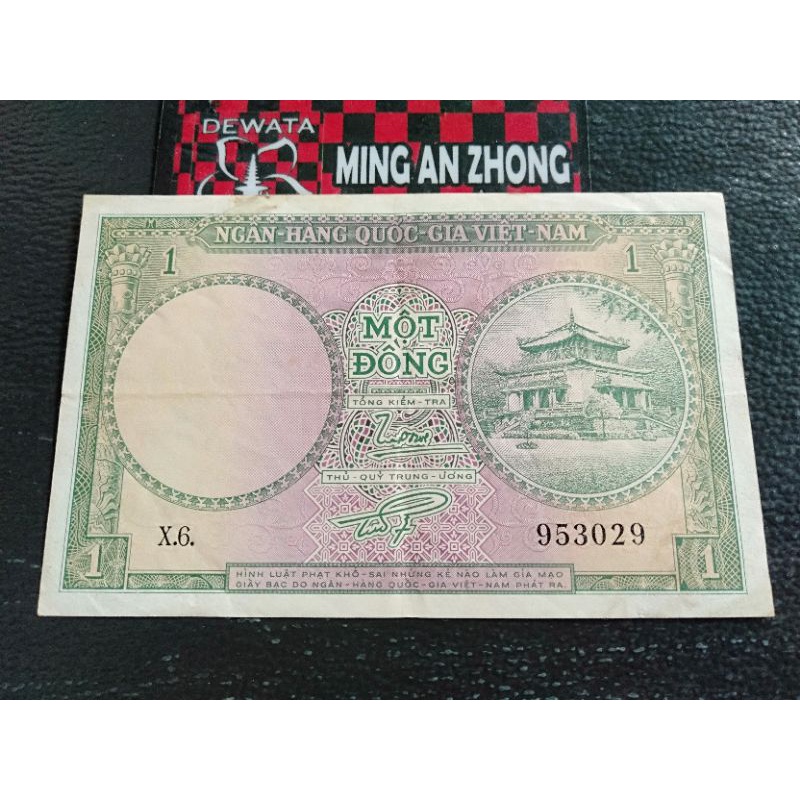 DEWATA
MING AN ZHONG
NGÂN-HÀNG QUỐC-GIA VIỆT-NAM
1
1
MỘT
ĐỒNG
TỔNG KIỂM-TRA
THỦ-QUỸ TRUNG-ƯƠNG
X.6.
953029
1
1
HÌNH LUẬT PHẠT KHỔ-SAI NHỮNG KẺ NÀO LÀM GIẢ MẠO
GIẤY BẠC DO NGÂN-HÀNG QUỐC-GIA VIỆT-NAM PHÁT RA.